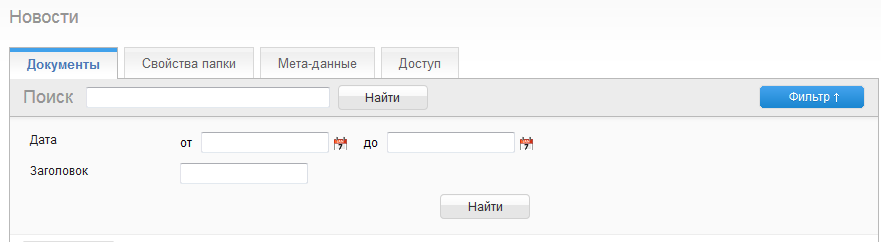 Новости
Документы Свойства папки Мета-данные Доступ
Поиск Найти Фильтр ↑
Дата от до
Заголовок
Найти